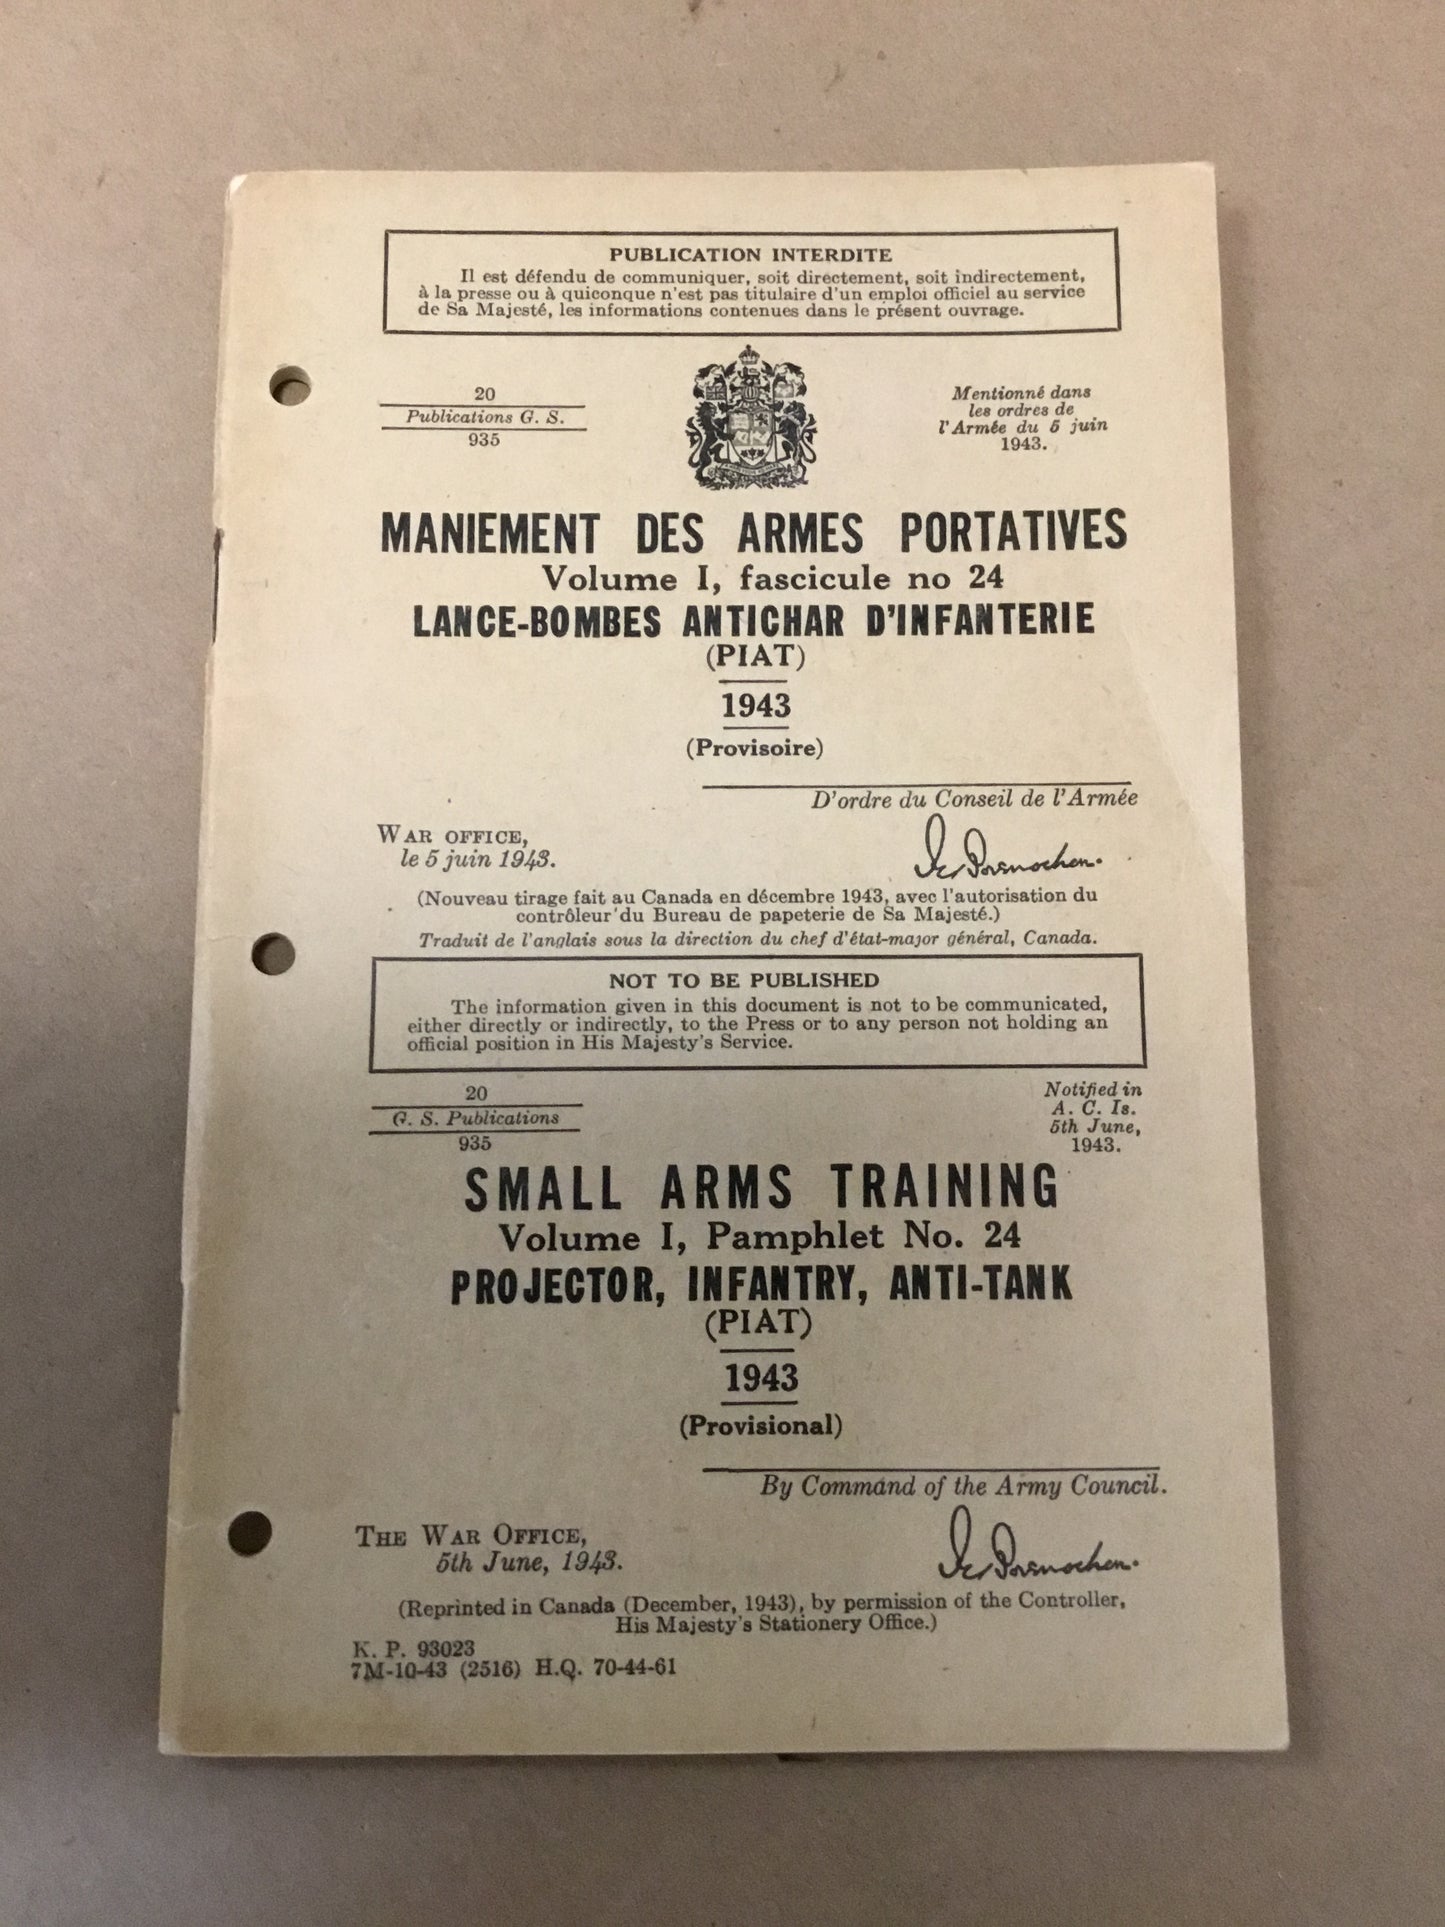 PUBLICATION INTERDITE
Il est défendu de communiquer, soit directement, soit indirectement,
à la presse ou à quiconque n'est pas titulaire d'un emploi officiel au service
de Sa Majesté, les informations contenues dans le présent ouvrage.
20
Publications G. S.
935
Mentionné dans
les ordres de
l'Armée du 5 juin
1943.
MANIEMENT DES ARMES PORTATIVES
Volume I, fascicule no 24
LANCE-BOMBES ANTICHAR D'INFANTERIE
(PIAT)
1943
(Provisoire)
D'ordre du Conseil de l'Armée
WAR OFFICE,
le 5 juin 1943.
(Nouveau tirage fait au Canada en décembre 1943, avec l'autorisation du
contrôleur du Bureau de papeterie de Sa Majesté.)
Traduit de l'anglais sous la direction du chef d'état-major général, Canada.
NOT TO BE PUBLISHED
The information given in this document is not to be communicated,
either directly or indirectly, to the Press or to any person not holding an
official position in His Majesty's Service.
20
G. S. Publications
935
Notified in
A. C. Is.
5th June,
1943.
SMALL ARMS TRAINING
Volume I, Pamphlet No. 24
PROJECTOR, INFANTRY, ANTI-TANK
(PIAT)
1943
(Provisional)
By Command of the Army Council.
THE WAR OFFICE,
5th June, 1943.
(Reprinted in Canada (December, 1943), by permission of the Controller,
His Majesty's Stationery Office.)
K. P. 93023
7M-10-43 (2516) H.Q. 70-44-61